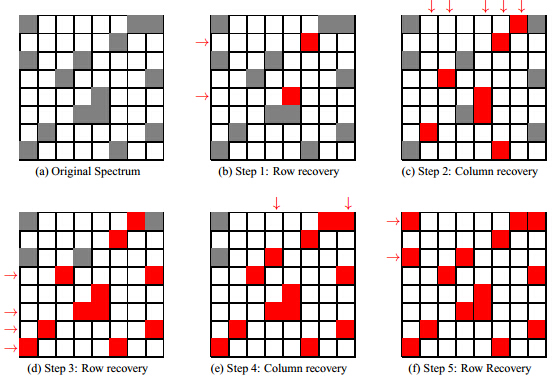 (a) Original Spectrum
(b) Step 1: Row recovery
(c) Step 2: Column recovery
(d) Step 3: Row recovery
(e) Step 4: Column recovery
(f) Step 5: Row Recovery